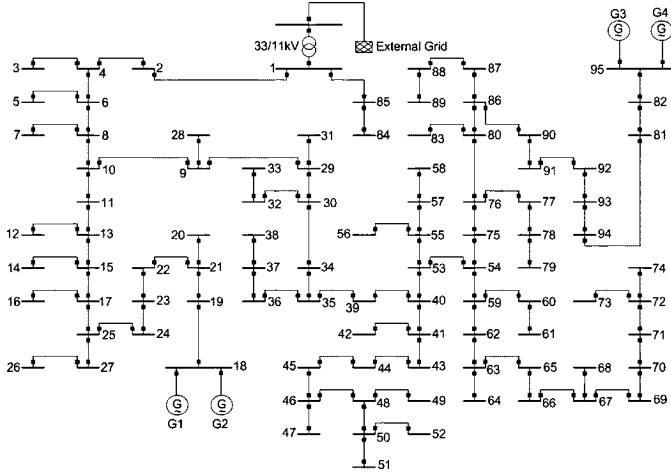 G3 G4
33/11kV External Grid
G G
3 4 2 1 88 87 95
5 6 85 89 86 82
7 8 28 31 84 83 80 90 81
10 9 33 29 58 91 92
11 32 30 57 76 77 93
12 13 20 38 56 55 75 78 94
14 15 22 21 37 34 53 54 79 74
16 17 23 19 36 35 39 40 59 60 73 72
25 24 42 41 62 61 71
26 27 18 45 44 43 63 65 68 70
G G 46 48 49 64 66 67 69
G1 G2 47 50 52
51